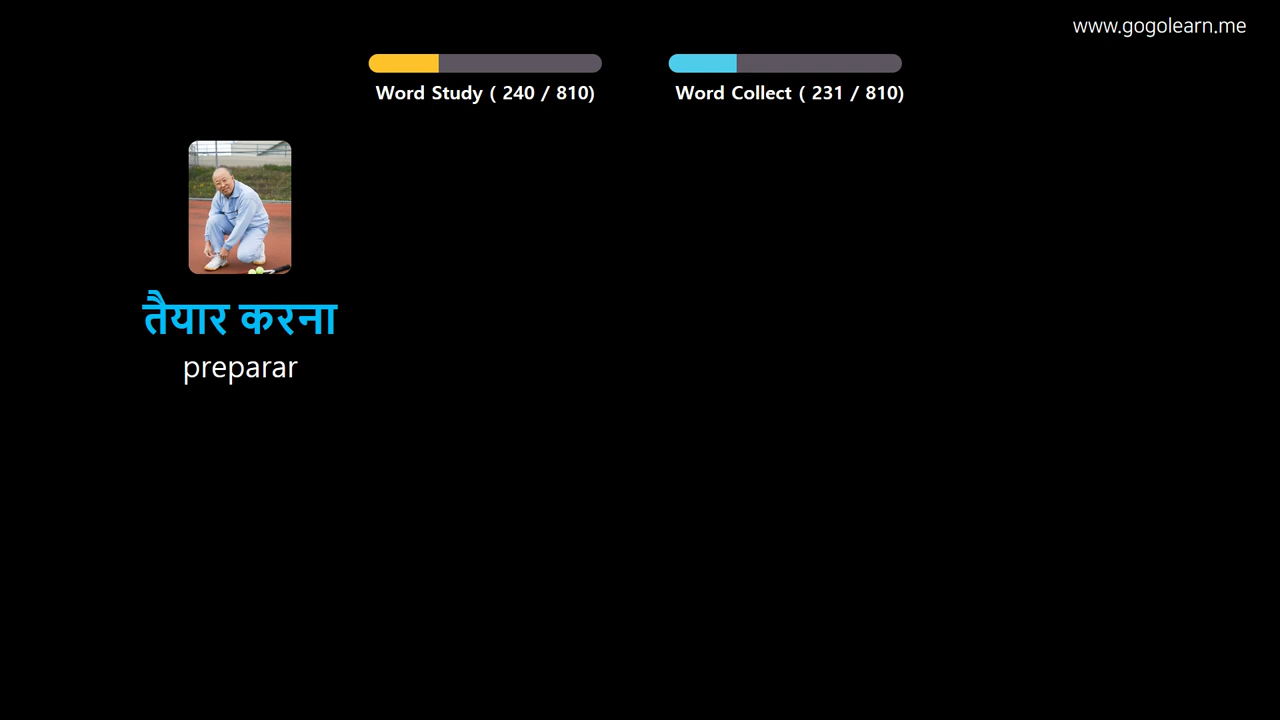 www.gogolearn.me
Word Study ( 240 / 810)
Word Collect ( 231 / 810)
तैयार करना
preparar